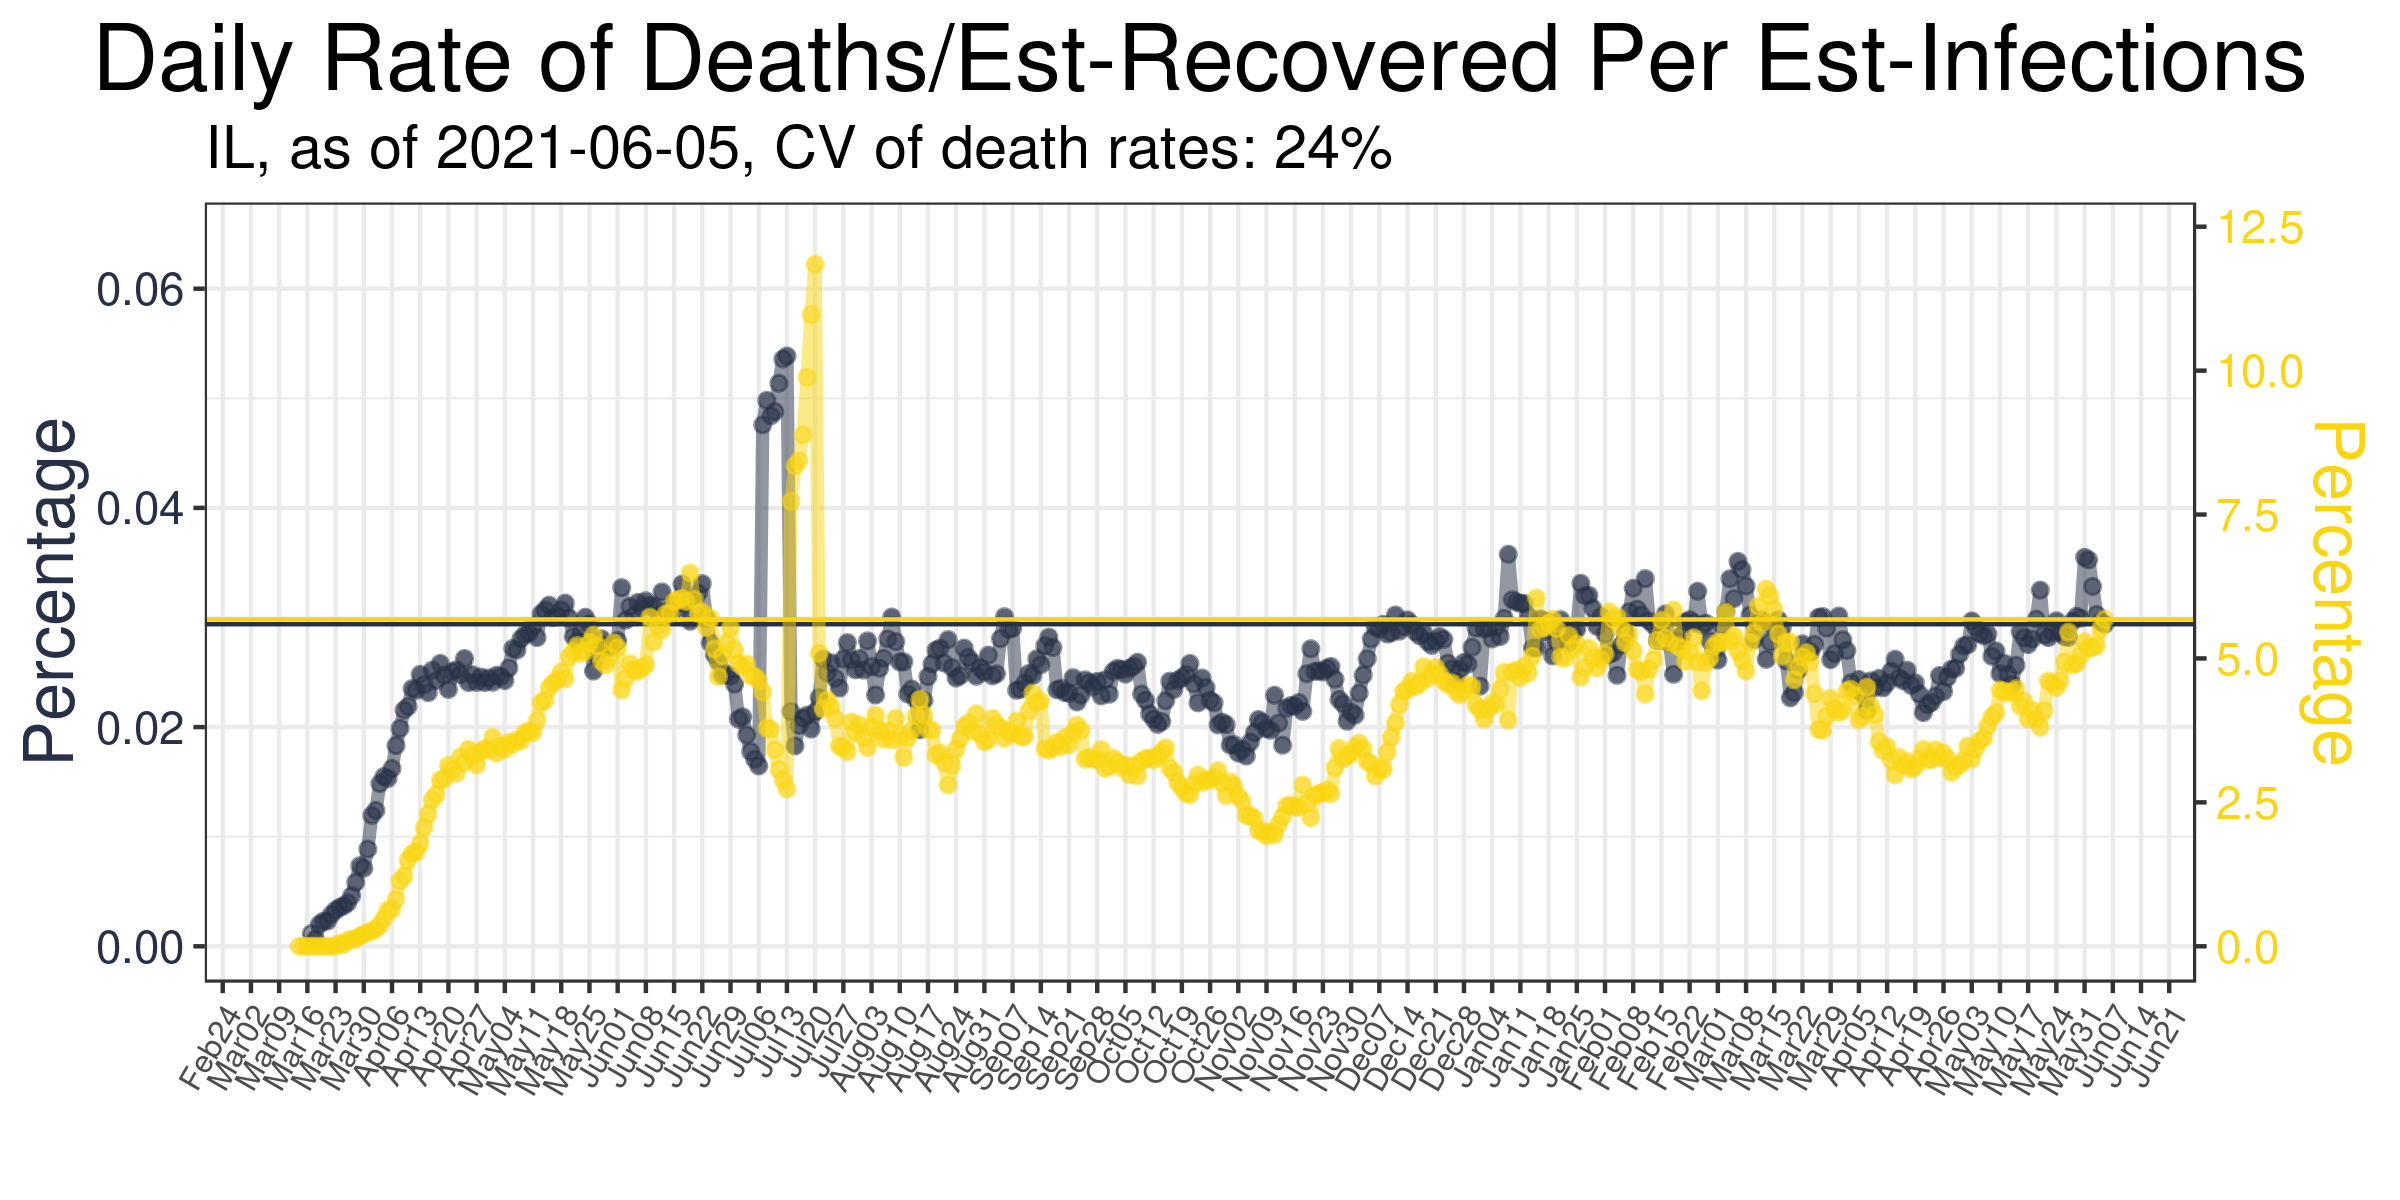 Daily Rate of Deaths/Est-Recovered Per Est-Infections
IL, as of 2021-06-05, CV of death rates: 24%
Percentage
0.06
0.04
0.02
0.00
12.5
10.0
7.5
5.0
2.5
0.0
Percentage
Feb24
Mar02
Mar09
Mar16
Mar23
Mar30
Apr06
Apr13
Apr20
Apr27
May04
May11
May18
May25
Jun01
Jun08
Jun15
Jun22
Jun29
Jul06
Jul13
Jul20
Jul27
Aug03
Aug10
Aug17
Aug24
Aug31
Sep07
Sep14
Sep21
Sep28
Oct05
Oct12
Oct19
Oct26
Nov02
Nov09
Nov16
Nov23
Nov30
Dec07
Dec14
Dec21
Dec28
Jan04
Jan11
Jan18
Jan25
Feb01
Feb08
Feb15
Feb22
Mar01
Mar08
Mar15
Mar22
Mar29
Apr05
Apr12
Apr19
Apr26
May03
May10
May17
May24
May31
Jun07
Jun14
Jun21